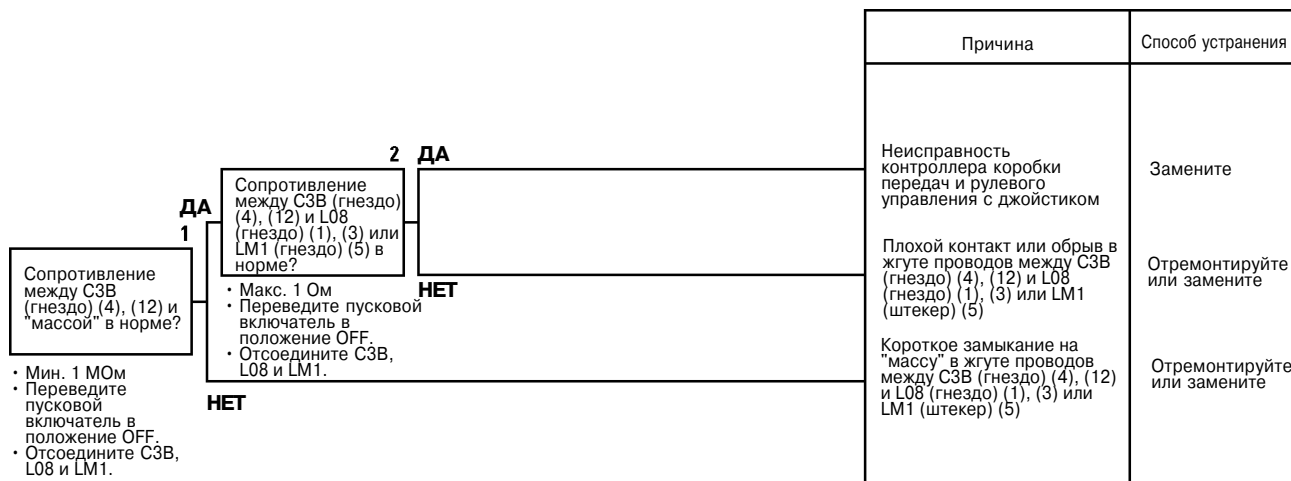 Причина
Способ устранения
1
Сопротивление
между C3B
(гнездо) (4), (12) и
"массой" в норме?
• Мин. 1 МОм
• Переведите
пусковой
включатель в
положение OFF.
• Отсоедините C3B,
L08 и LM1.
ДА
2
Сопротивление
между C3B (гнездо)
(4), (12) и L08
(гнездо) (1), (3) или
LM1 (гнездо) (5) в
норме?
• Макс. 1 Ом
• Переведите пусковой
включатель в
положение OFF.
• Отсоедините C3B,
L08 и LM1.
ДА
Неисправность
контроллера коробки
передач и рулевого
управления с джойстиком
Замените
НЕТ
Плохой контакт или обрыв в
жгуте проводов между C3B
(гнездо) (4), (12) и L08
(гнездо) (1), (3) или LM1
(штекер) (5)
Отремонтируйте
или замените
НЕТ
Короткое замыкание на
"массу" в жгуте проводов
между C3B (гнездо) (4), (12)
и L08 (гнездо) (1), (3) или
LM1 (штекер) (5)
Отремонтируйте
или замените